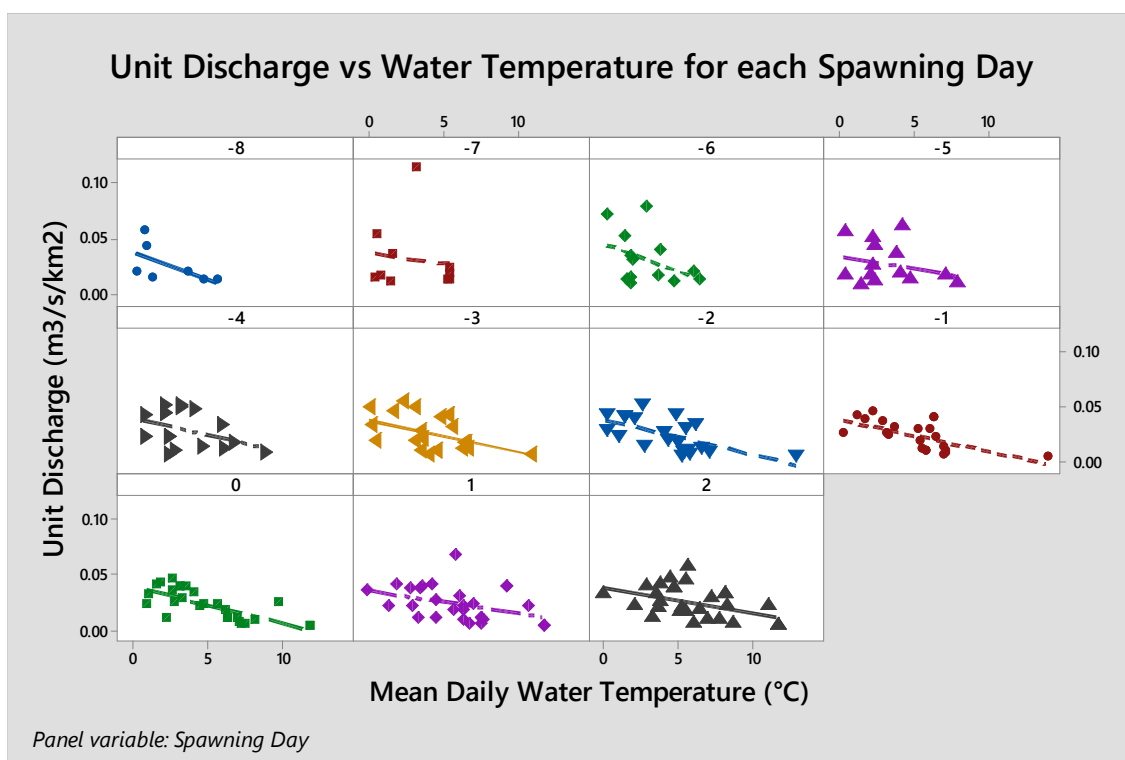 Unit Discharge vs Water Temperature for each Spawning Day
0 5 10 0 5 10
-8 -7 -6 -5
0.10
0.05
0.00
-4 -3 -2 -1
0.10
0.05
0.00
0 1 2
0.10
0.05
0.00
0 5 10 0 5 10
Unit Discharge (m3/s/km2)
Mean Daily Water Temperature (°C)
Panel variable: Spawning Day